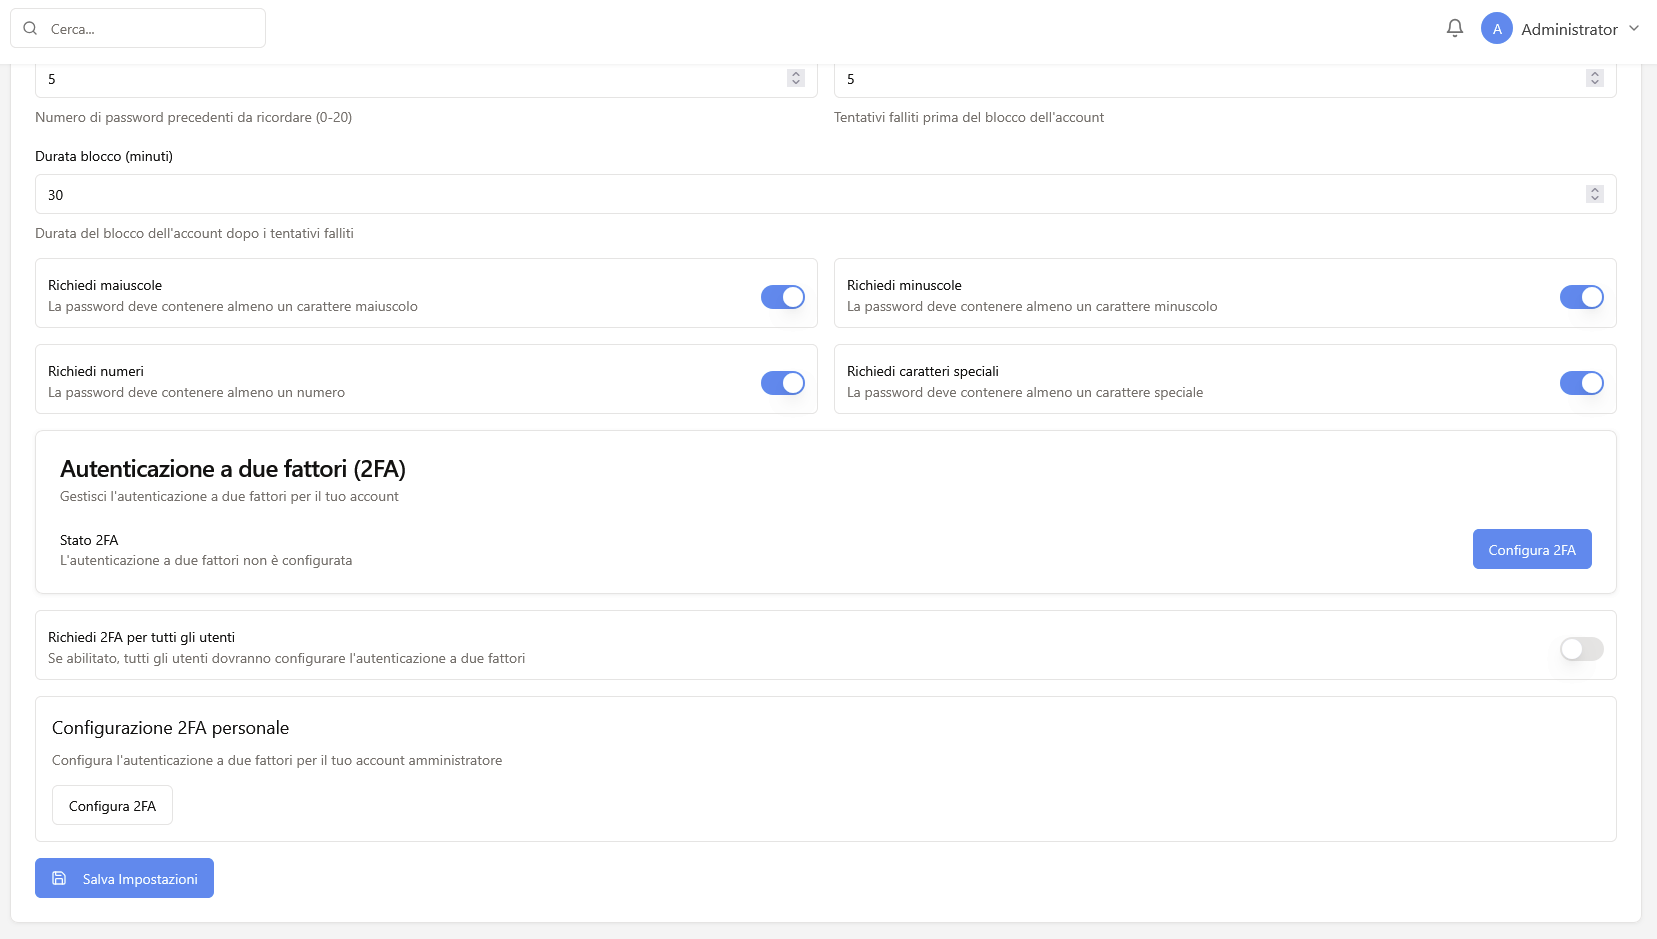 Cerca...
A
Administrator
5
5
Numero di password precedenti da ricordare (0-20)
Tentativi falliti prima del blocco dell'account
Durata blocco (minuti)
30
Durata del blocco dell'account dopo i tentativi falliti
Richiedi maiuscole
La password deve contenere almeno un carattere maiuscolo
Richiedi minuscole
La password deve contenere almeno un carattere minuscolo
Richiedi numeri
La password deve contenere almeno un numero
Richiedi caratteri speciali
La password deve contenere almeno un carattere speciale
Autenticazione a due fattori (2FA)
Gestisci l'autenticazione a due fattori per il tuo account
Stato 2FA
L'autenticazione a due fattori non è configurata
Configura 2FA
Richiedi 2FA per tutti gli utenti
Se abilitato, tutti gli utenti dovranno configurare l'autenticazione a due fattori
Configurazione 2FA personale
Configura l'autenticazione a due fattori per il tuo account amministratore
Configura 2FA
Salva Impostazioni